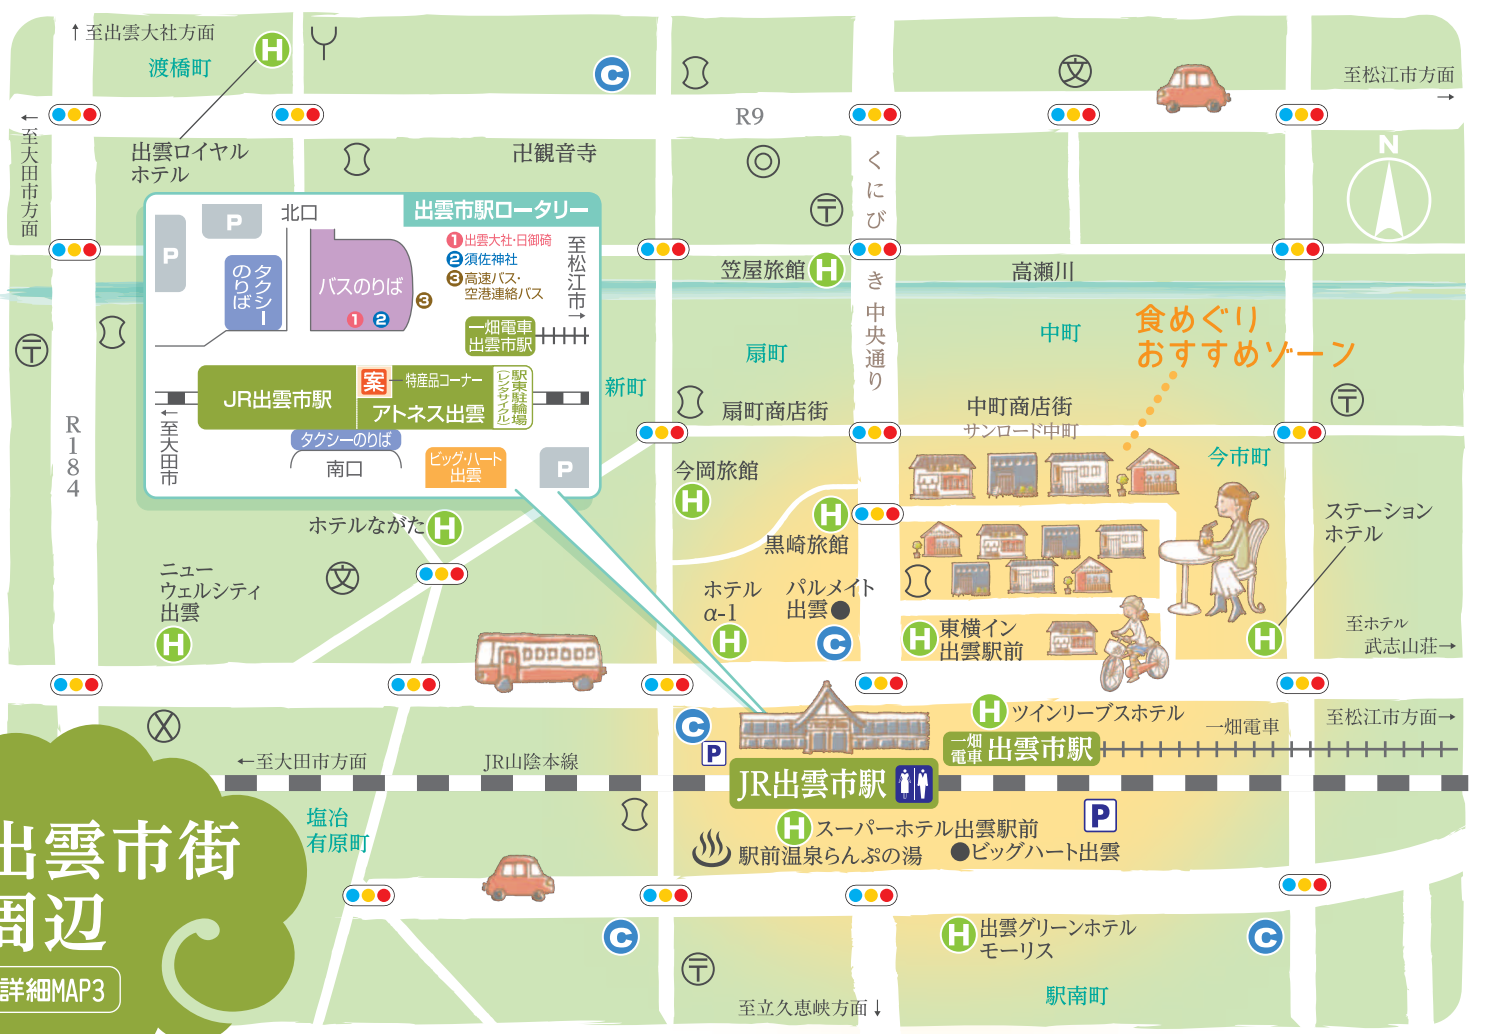 ↑至出雲大社方面
渡橋町
H
C
文
至松江市方面
→
←
至大田市方面
R9
出雲ロイヤル
ホテル
卍観音寺
N
くにびき中央通り
〒
出雲市駅ロータリー
北口
P
P
タクシー
のりば
バスのりば
1 2
3
1出雲大社・日御碕
2須佐神社
3高速バス・
空港連絡バス
至松江市
→
一畑電車
出雲市駅
JR出雲市駅
案
特産品コーナー
アトネス出雲
駅東駐輪場
(レンタサイクル)
←
至大田市
タクシーのりば
南口
ビッグ・ハート
出雲
P
笠屋旅館
H
高瀬川
食めぐり
おすすめゾーン
中町
扇町
新町
〒
〒
R184
扇町商店街
中町商店街
サンロード中町
今市町
今岡旅館
H
H
黒崎旅館
ステーション
ホテル
H
ホテルながた
H
文
ニュー
ウェルシティ
出雲
H
ホテル
α-1
H
パルメイト
出雲●
C
H
東横イン
出雲駅前
至ホテル
武志山荘→
C
P
H
ツインリーブスホテル
一畑電車
至松江市方面→
一畑
電車
出雲市駅
←至大田市方面
JR山陰本線
JR出雲市駅
塩冶
有原町
H
スーパーホテル出雲駅前
P
駅前温泉らんぷの湯
●ビッグハート出雲
出雲市街
周辺
詳細MAP3
C
H
出雲グリーンホテル
モーリス
C
〒
駅南町
至立久恵峡方面↓